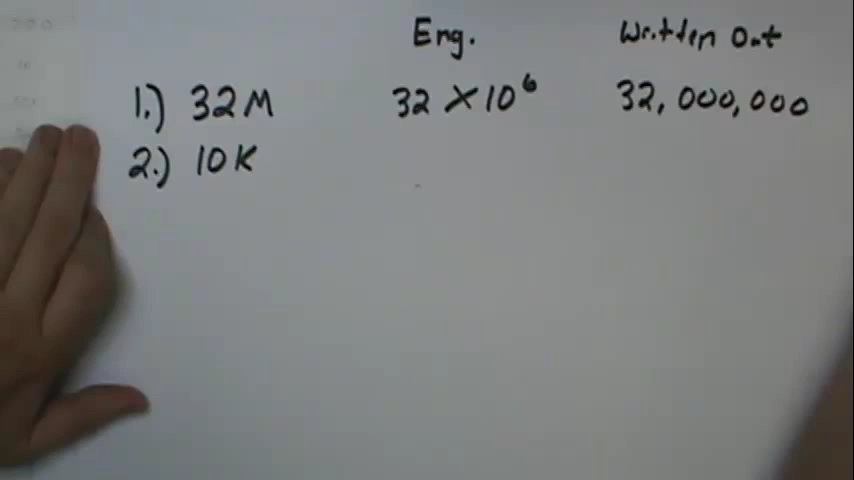 Eng. Written Out
1.) 32M 32 × 10⁶ 32,000,000
2.) 10K